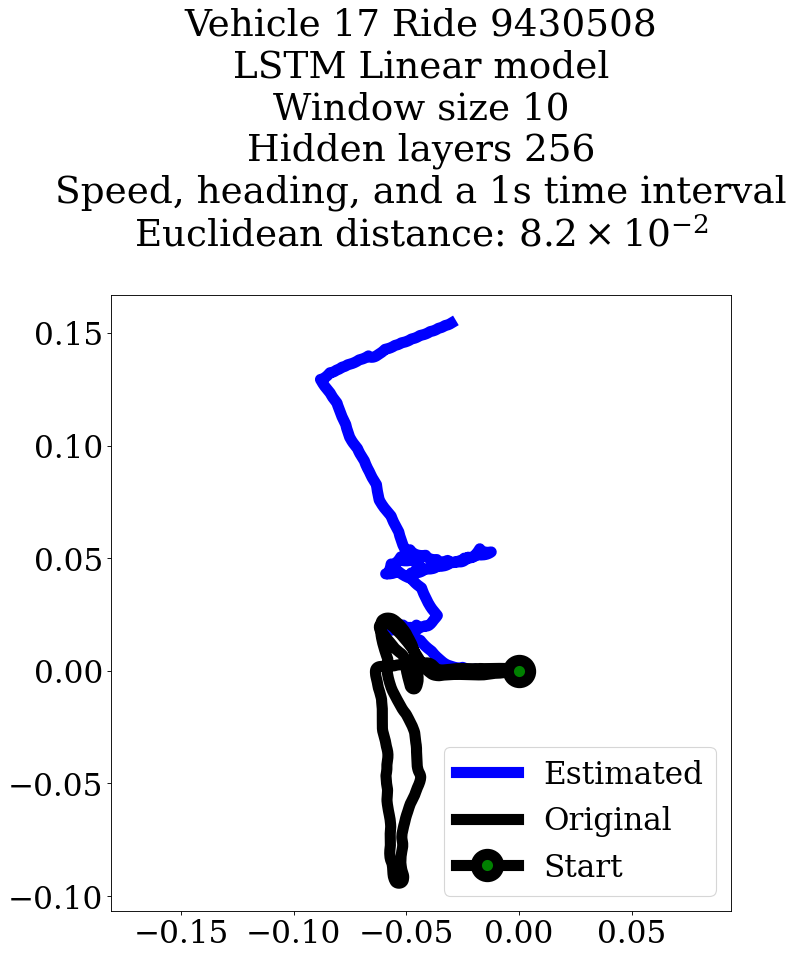 Vehicle 17 Ride 9430508
LSTM Linear model
Window size 10
Hidden layers 256
Speed, heading, and a 1s time interval
Euclidean distance: 8.2 × 10⁻²
0.15
0.10
0.05
0.00
−0.05
−0.10
Estimated
Original
Start
−0.15 −0.10 −0.05 0.00 0.05